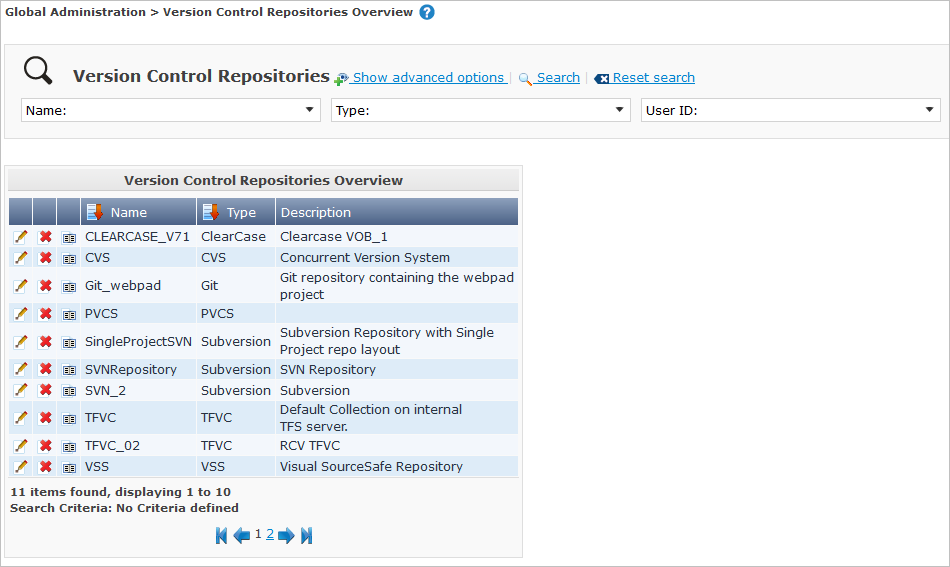 Global Administration > Version Control Repositories Overview ?
Version Control Repositories Show advanced options | Search | Reset search
Name: Type: User ID:
Version Control Repositories Overview
Name Type Description
CLEARCASE_V71 ClearCase Clearcase VOB_1
CVS CVS Concurrent Version System
Git_webpad Git Git repository containing the webpad
project
PVCS PVCS
SingleProjectSVN Subversion Subversion Repository with Single
Project repo layout
SVNRepository Subversion SVN Repository
SVN_2 Subversion Subversion
TFVC TFVC Default Collection on internal
TFS server.
TFVC_02 TFVC RCV TFVC
VSS VSS Visual SourceSafe Repository
11 items found, displaying 1 to 10
Search Criteria: No Criteria defined
1 2